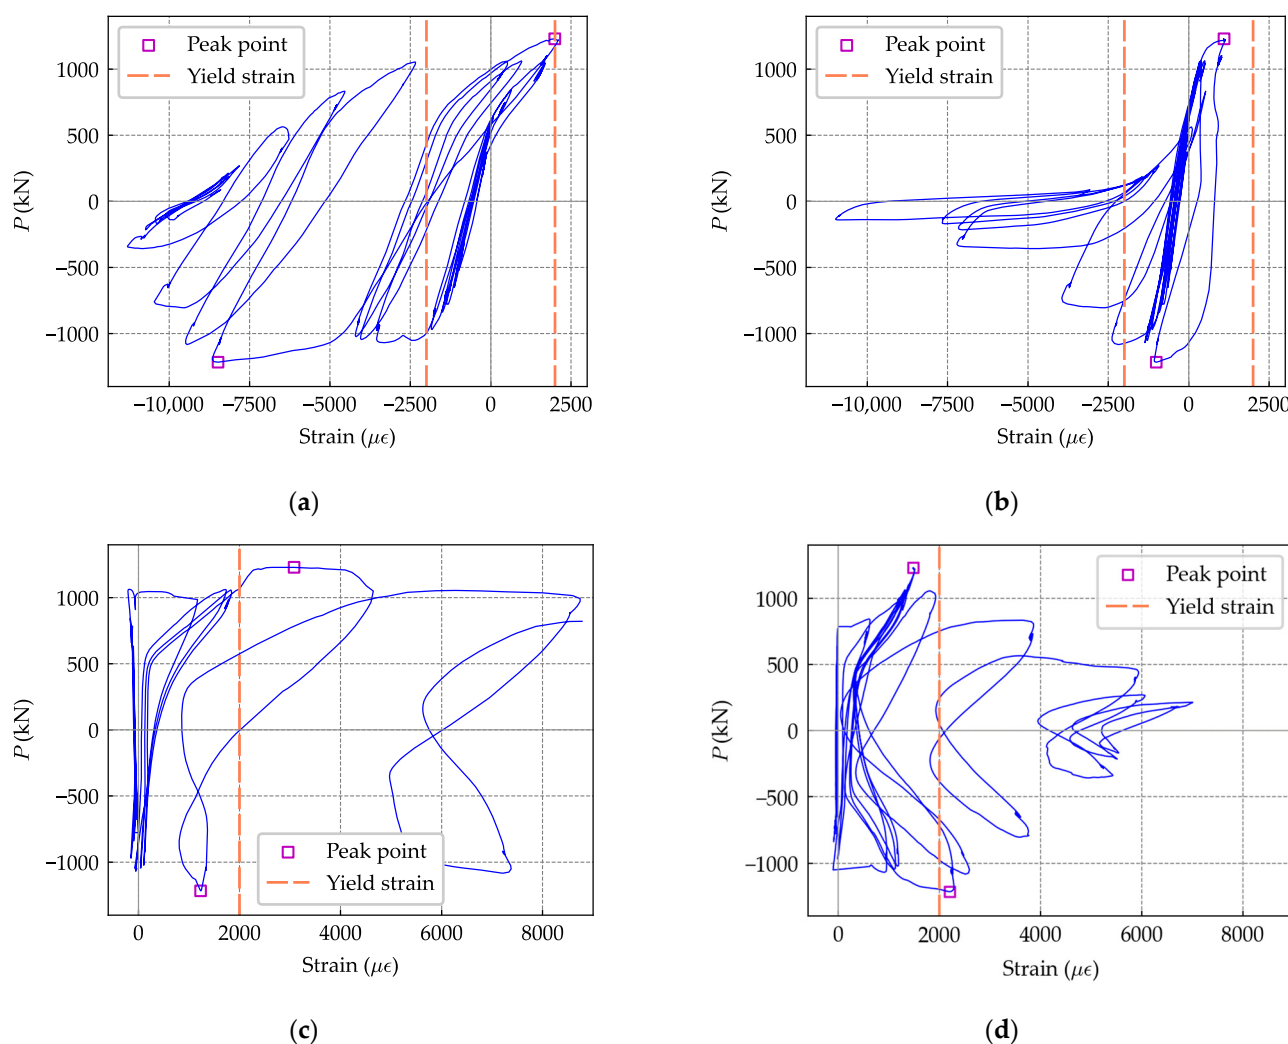 Peak point
Yield strain
1000
500
0
−500
−1000
P (kN)
−10,000 −7500 −5000 −2500 0 2500
Strain (με)
(a)
Peak point
Yield strain
1000
500
0
−500
−1000
P (kN)
−10,000 −7500 −5000 −2500 0 2500
Strain (με)
(b)
1000
500
0
−500
−1000
P (kN)
Peak point
Yield strain
0 2000 4000 6000 8000
Strain (με)
(c)
Peak point
Yield strain
1000
500
0
−500
−1000
P (kN)
0 2000 4000 6000 8000
Strain (με)
(d)